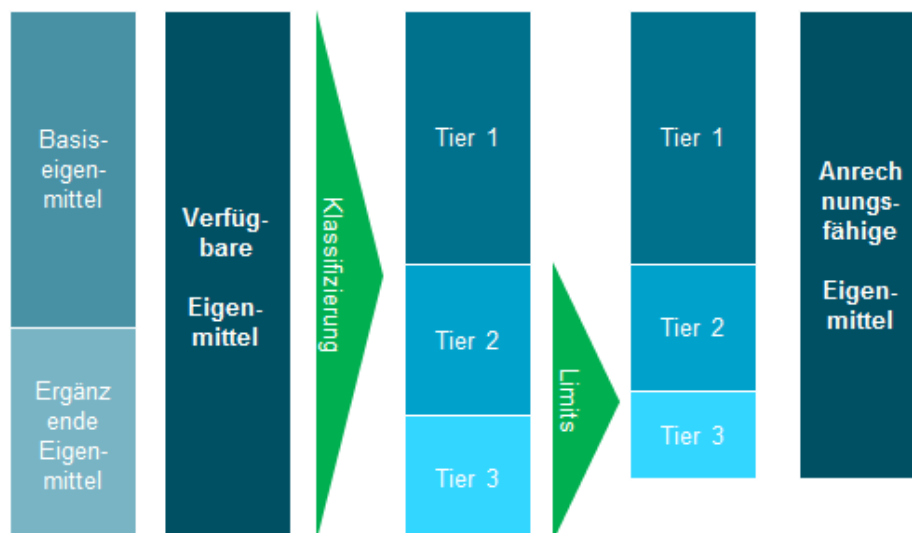 Basis-
eigen-
mittel
Ergänz
ende
Eigen-
mittel
Verfüg-
bare
Eigen-
mittel
Klassifizierung
Tier 1
Tier 2
Tier 3
Limits
Tier 1
Tier 2
Tier 3
Anrech
nungs-
fähige
Eigen-
mittel